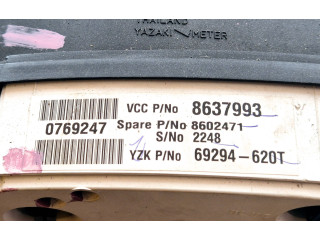 THAILAND
YAZAKI METER
VCC P/No 8637993
0769247 Spare P/No 8602471
S/No 2248
YZK P/No 69294-620T